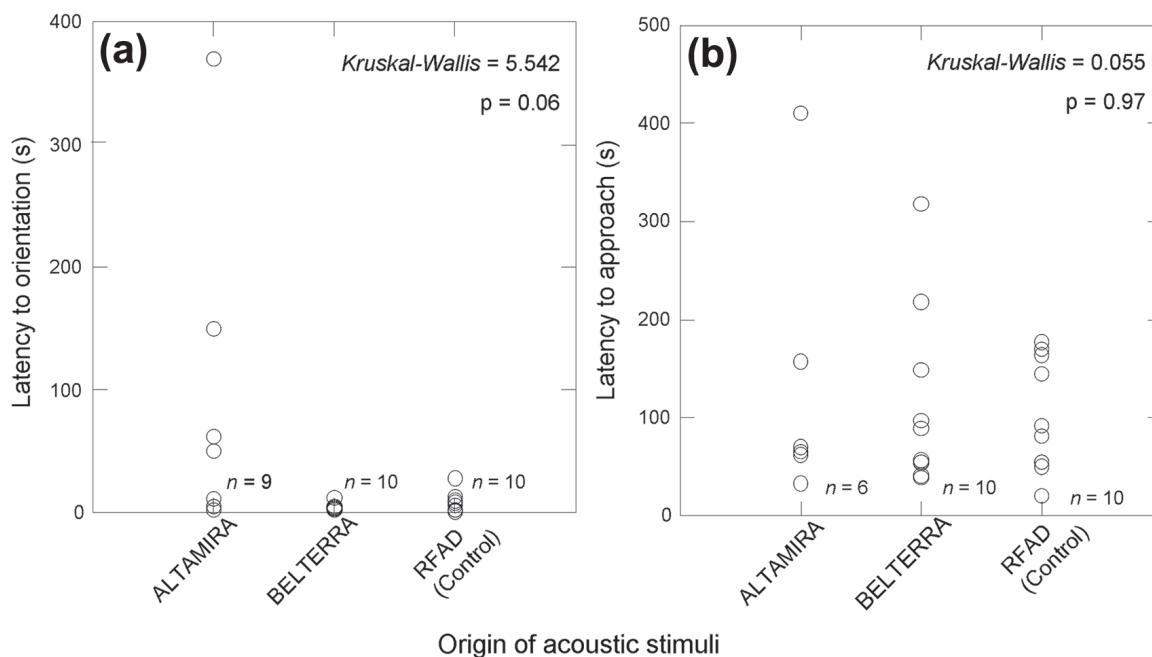 (a)
Kruskal-Wallis = 5.542
p = 0.06
Latency to orientation (s)
400
300
200
100
0
n = 9
n = 10
n = 10
ALTAMIRA
BELTERRA
RFAD
(Control)
(b)
Kruskal-Wallis = 0.055
p = 0.97
Latency to approach (s)
500
400
300
200
100
0
n = 6
n = 10
n = 10
ALTAMIRA
BELTERRA
RFAD
(Control)
Origin of acoustic stimuli